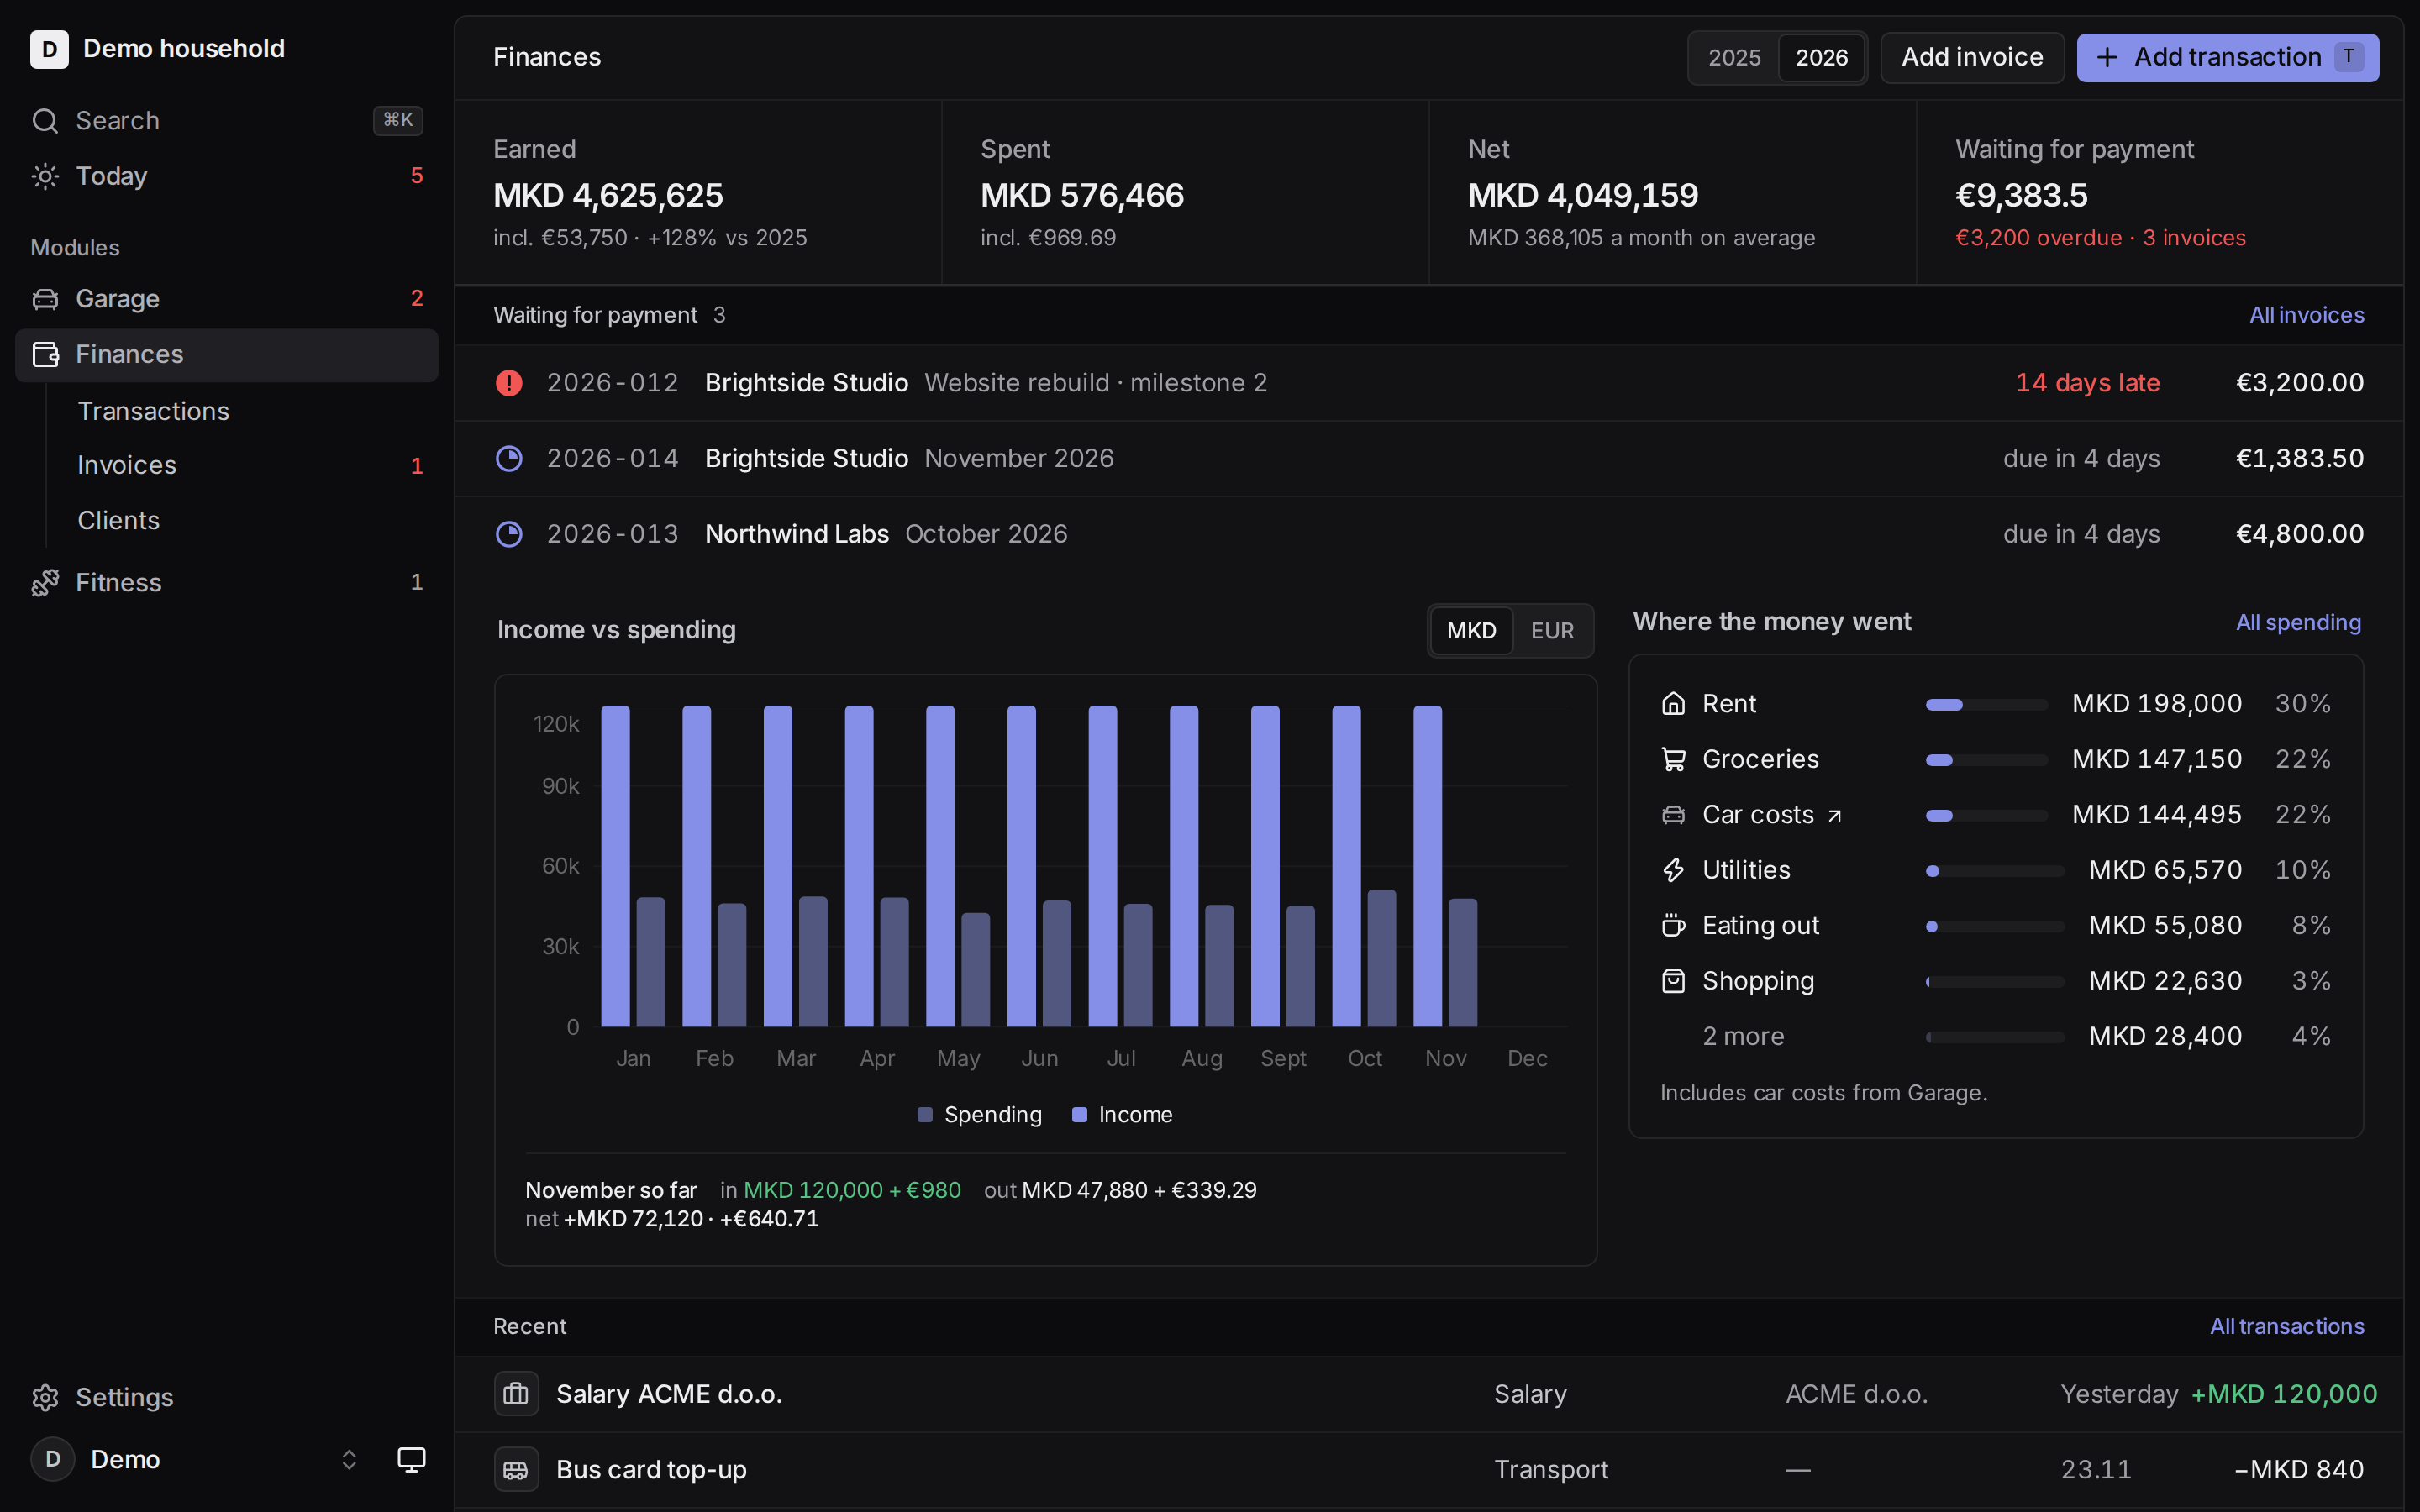 D Demo household
Search ⌘K
Today 5
Modules
Garage 2
Finances
Transactions
Invoices 1
Clients
Fitness 1
Settings
D Demo
Finances 2025 2026 Add invoice + Add transaction T
Earned
MKD 4,625,625
incl. €53,750 · +128% vs 2025
Spent
MKD 576,466
incl. €969.69
Net
MKD 4,049,159
MKD 368,105 a month on average
Waiting for payment
€9,383.5
€3,200 overdue · 3 invoices
Waiting for payment 3 All invoices
2026-012 Brightside Studio Website rebuild · milestone 2 14 days late €3,200.00
2026-014 Brightside Studio November 2026 due in 4 days €1,383.50
2026-013 Northwind Labs October 2026 due in 4 days €4,800.00
Income vs spending MKD EUR
120k
90k
60k
30k
0
Jan Feb Mar Apr May Jun Jul Aug Sept Oct Nov Dec
Spending Income
November so far in MKD 120,000 + €980 out MKD 47,880 + €339.29
net +MKD 72,120 · +€640.71
Where the money went All spending
Rent MKD 198,000 30%
Groceries MKD 147,150 22%
Car costs MKD 144,495 22%
Utilities MKD 65,570 10%
Eating out MKD 55,080 8%
Shopping MKD 22,630 3%
2 more MKD 28,400 4%
Includes car costs from Garage.
Recent All transactions
Salary ACME d.o.o. Salary ACME d.o.o. Yesterday +MKD 120,000
Bus card top-up Transport — 23.11 −MKD 840